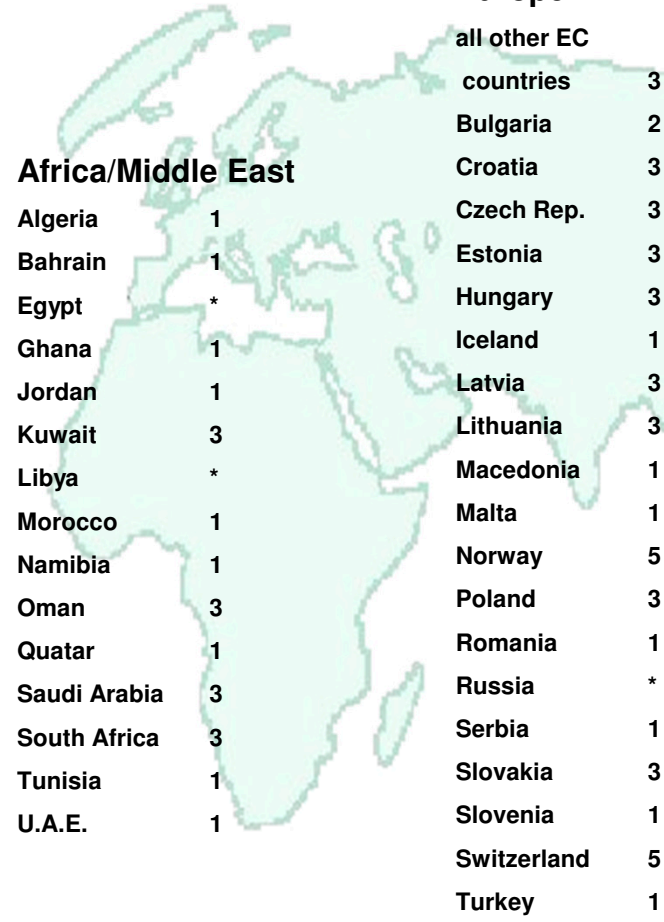 Africa/Middle East
Algeria 1
Bahrain 1
Egypt *
Ghana 1
Jordan 1
Kuwait 3
Libya *
Morocco 1
Namibia 1
Oman 3
Quatar 1
Saudi Arabia 3
South Africa 3
Tunisia 1
U.A.E. 1
all other EC
countries 3
Bulgaria 2
Croatia 3
Czech Rep. 3
Estonia 3
Hungary 3
Iceland 1
Latvia 3
Lithuania 3
Macedonia 1
Malta 1
Norway 5
Poland 3
Romania 1
Russia *
Serbia 1
Slovakia 3
Slovenia 1
Switzerland 5
Turkey 1